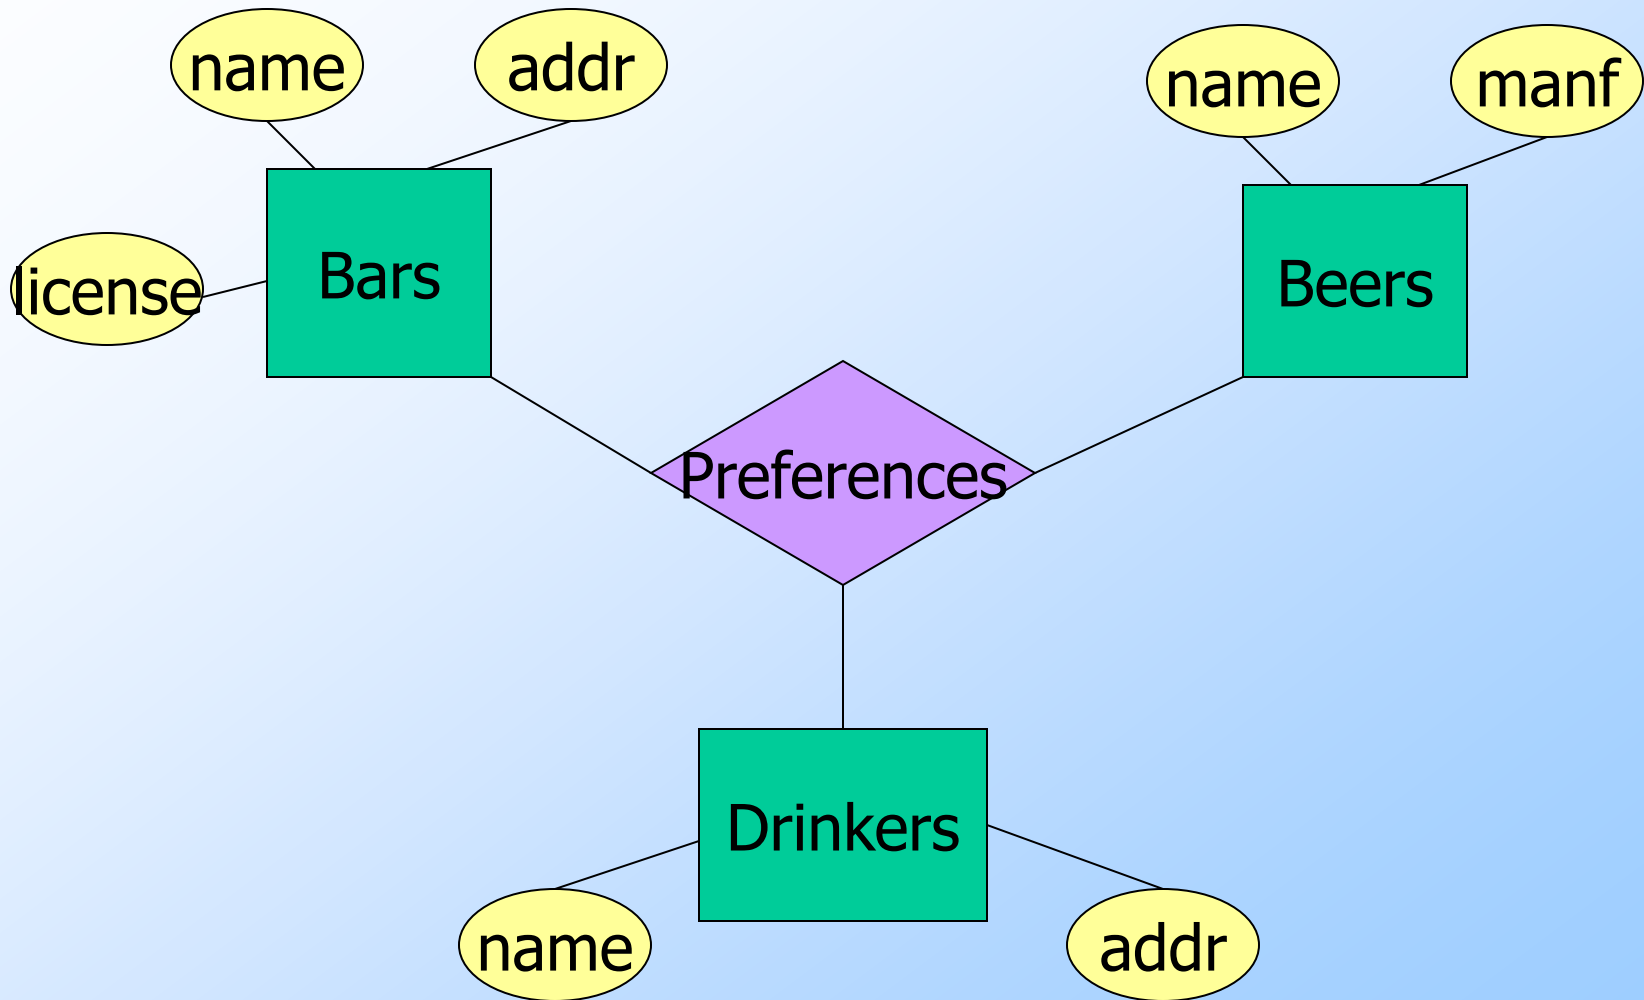 name
addr
name
manf
license
Bars
Beers
Preferences
Drinkers
name
addr